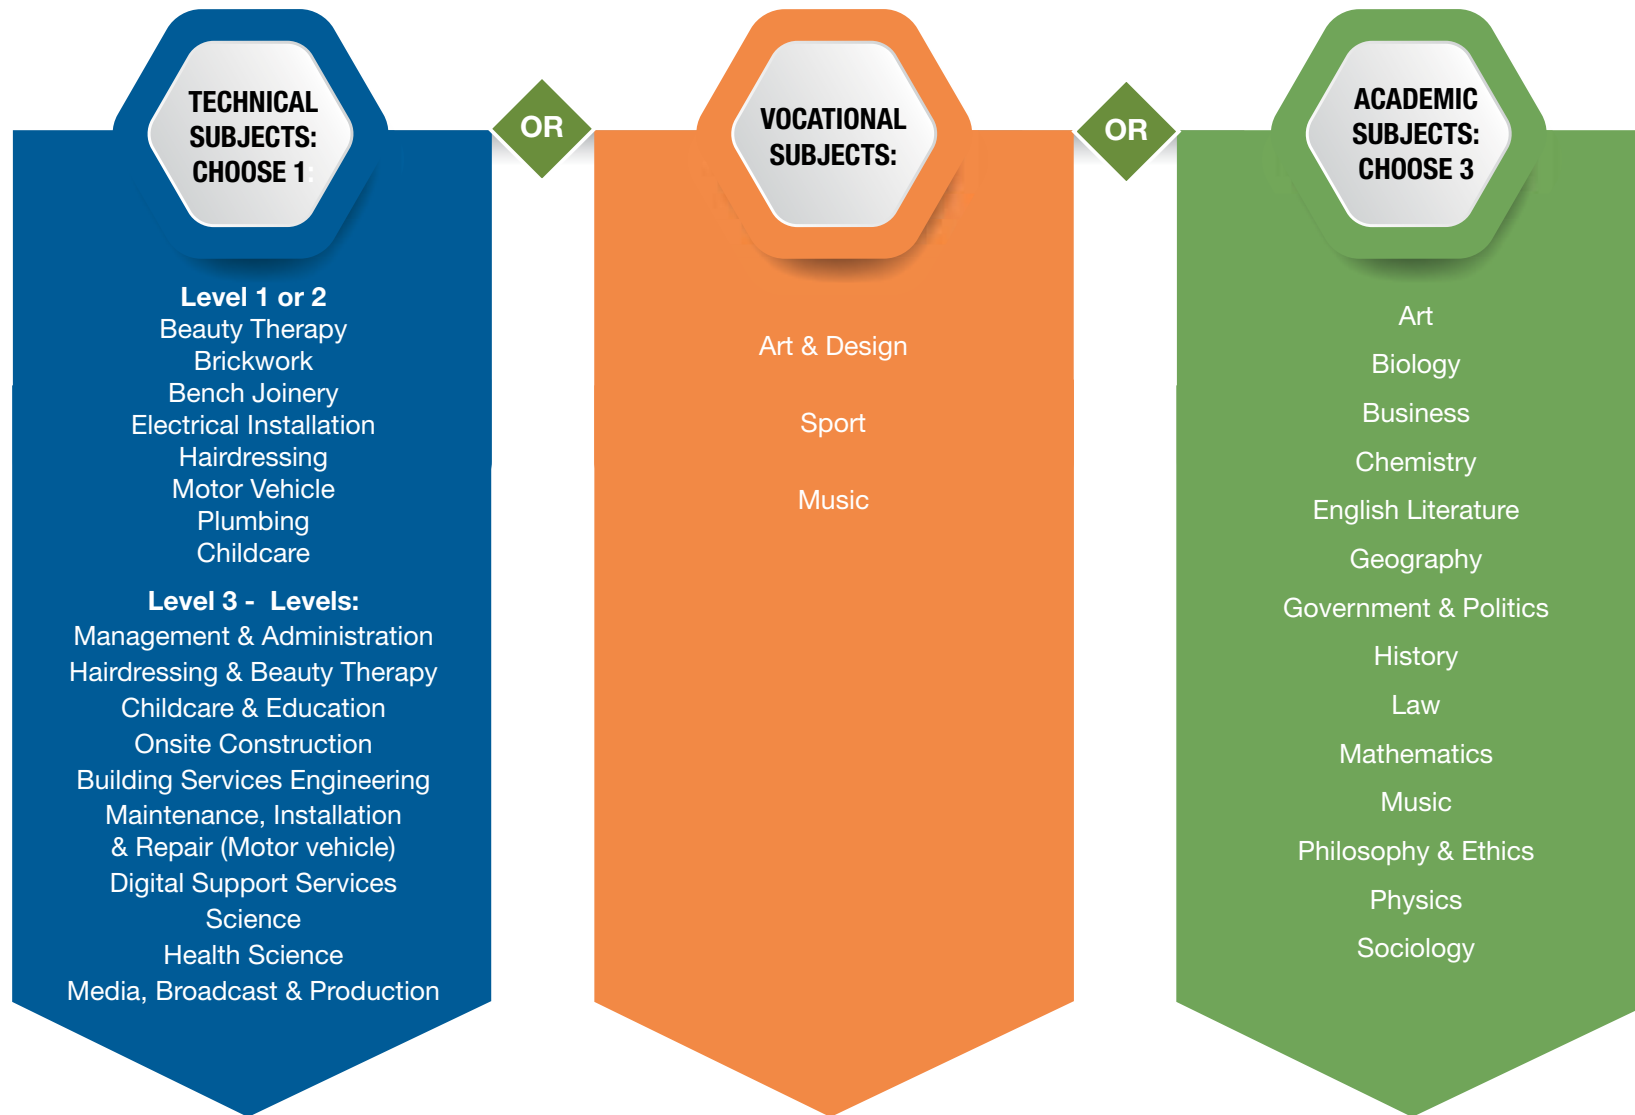 TECHNICAL
SUBJECTS:
CHOOSE 1:
Level 1 or 2
Beauty Therapy
Brickwork
Bench Joinery
Electrical Installation
Hairdressing
Motor Vehicle
Plumbing
Childcare
Level 3 - Levels:
Management & Administration
Hairdressing & Beauty Therapy
Childcare & Education
Onsite Construction
Building Services Engineering
Maintenance, Installation
& Repair (Motor vehicle)
Digital Support Services
Science
Health Science
Media, Broadcast & Production
OR
VOCATIONAL
SUBJECTS:
Art & Design
Sport
Music
OR
ACADEMIC
SUBJECTS:
CHOOSE 3
Art
Biology
Business
Chemistry
English Literature
Geography
Government & Politics
History
Law
Mathematics
Music
Philosophy & Ethics
Physics
Sociology